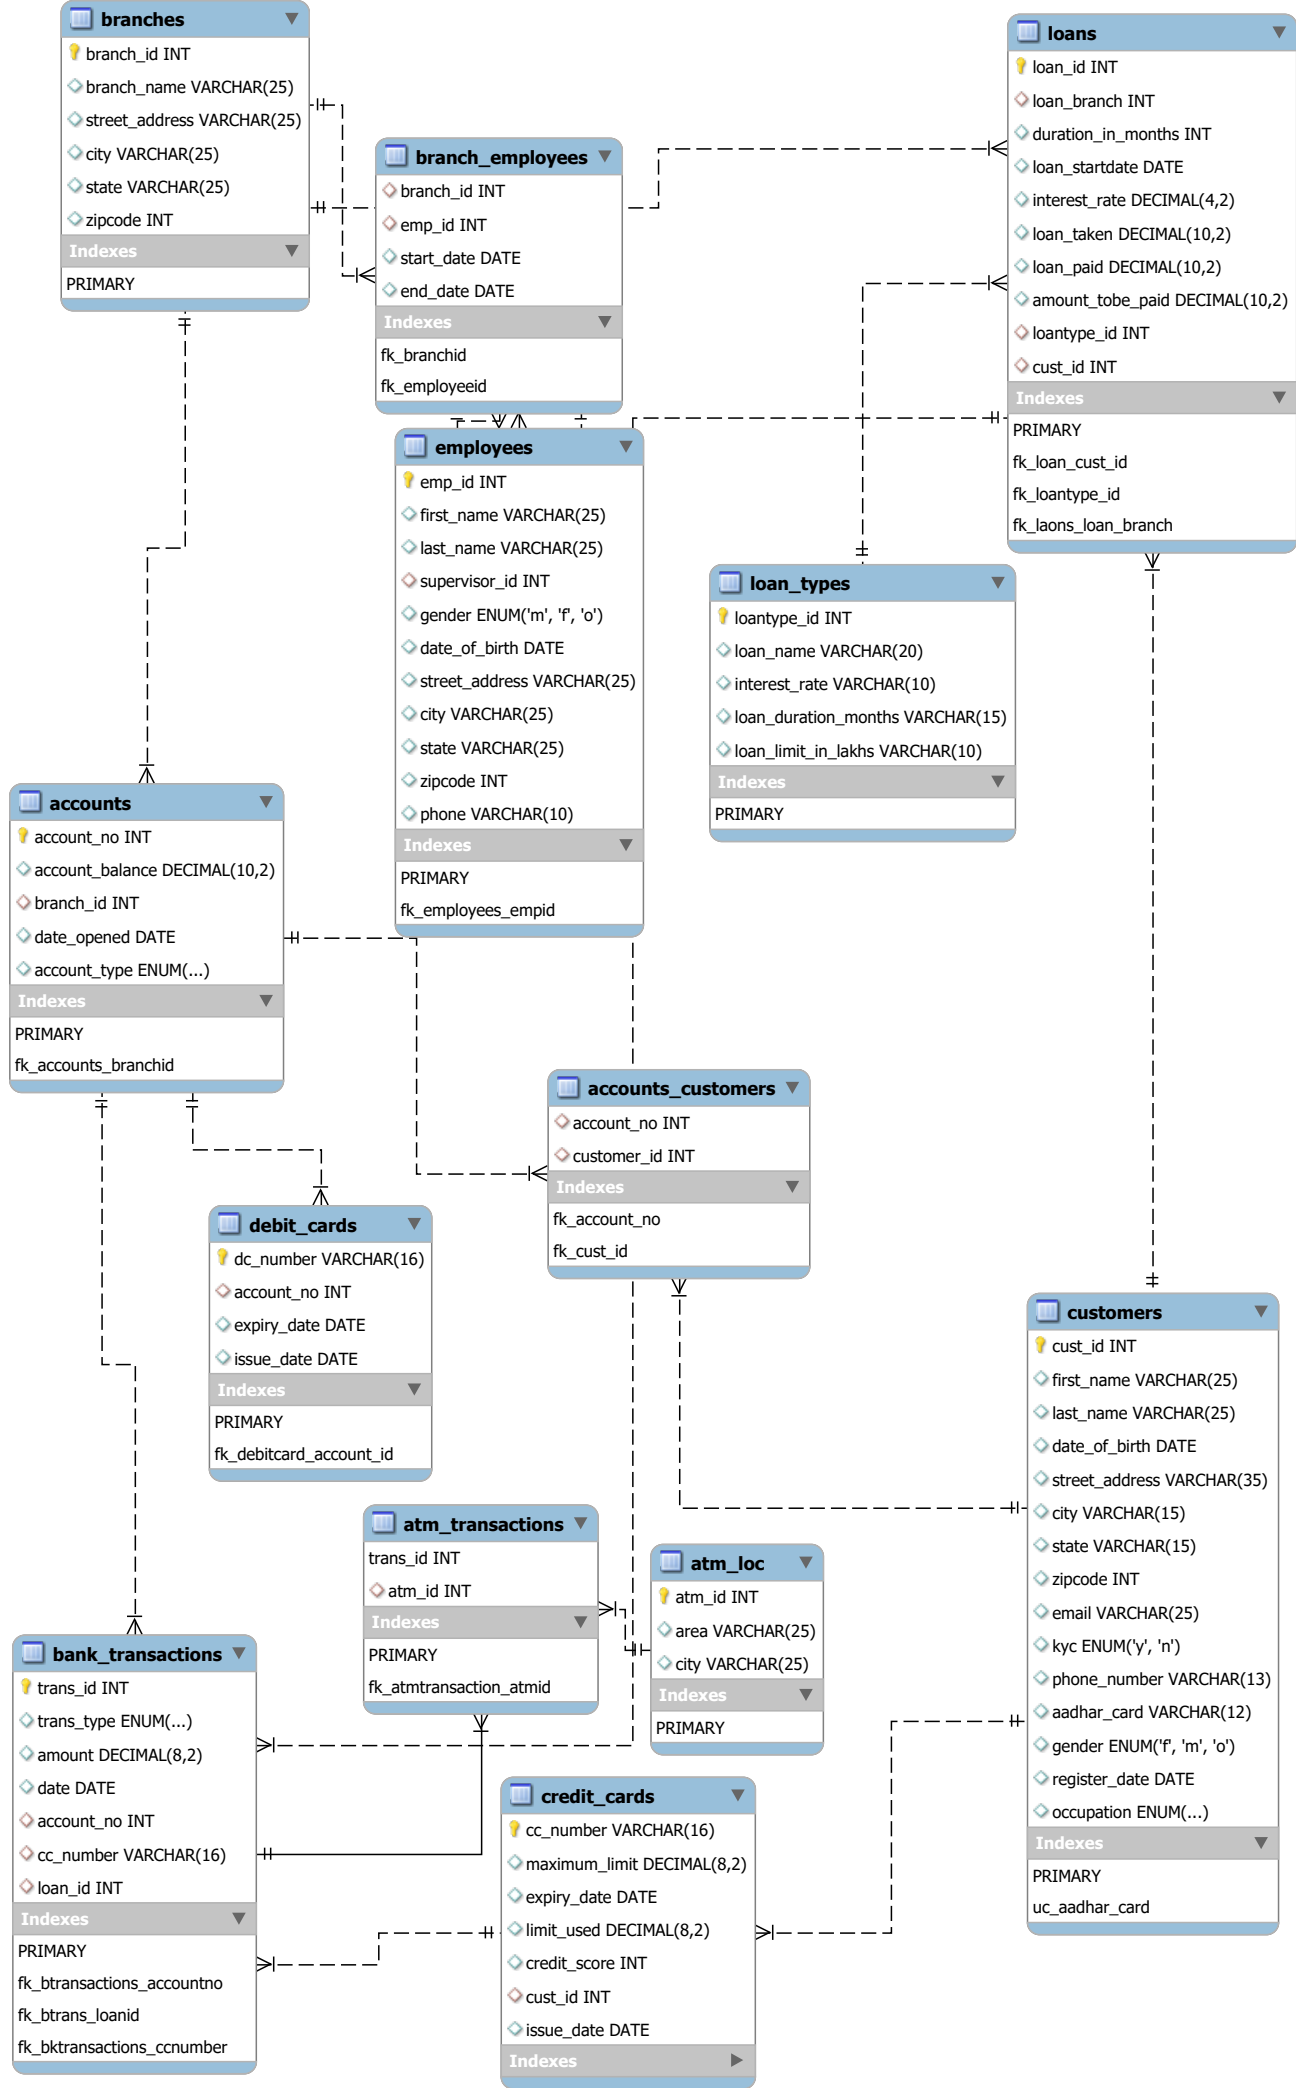 branches
branch_id INT
branch_name VARCHAR(25)
street_address VARCHAR(25)
city VARCHAR(25)
state VARCHAR(25)
zipcode INT
Indexes
PRIMARY
loans
loan_id INT
loan_branch INT
duration_in_months INT
loan_startdate DATE
interest_rate DECIMAL(4,2)
loan_taken DECIMAL(10,2)
loan_paid DECIMAL(10,2)
amount_tobe_paid DECIMAL(10,2)
loantype_id INT
cust_id INT
Indexes
PRIMARY
fk_loan_cust_id
fk_loantype_id
fk_laons_loan_branch
branch_employees
branch_id INT
emp_id INT
start_date DATE
end_date DATE
Indexes
fk_branchid
fk_employeeid
employees
emp_id INT
first_name VARCHAR(25)
last_name VARCHAR(25)
supervisor_id INT
gender ENUM('m', 'f', 'o')
date_of_birth DATE
street_address VARCHAR(25)
city VARCHAR(25)
state VARCHAR(25)
zipcode INT
phone VARCHAR(10)
Indexes
PRIMARY
fk_employees_empid
loan_types
loantype_id INT
loan_name VARCHAR(20)
interest_rate VARCHAR(10)
loan_duration_months VARCHAR(15)
loan_limit_in_lakhs VARCHAR(10)
Indexes
PRIMARY
accounts
account_no INT
account_balance DECIMAL(10,2)
branch_id INT
date_opened DATE
account_type ENUM(...)
Indexes
PRIMARY
fk_accounts_branchid
accounts_customers
account_no INT
customer_id INT
Indexes
fk_account_no
fk_cust_id
debit_cards
dc_number VARCHAR(16)
account_no INT
expiry_date DATE
issue_date DATE
Indexes
PRIMARY
fk_debitcard_account_id
customers
cust_id INT
first_name VARCHAR(25)
last_name VARCHAR(25)
date_of_birth DATE
street_address VARCHAR(35)
city VARCHAR(15)
state VARCHAR(15)
zipcode INT
email VARCHAR(25)
kyc ENUM('y', 'n')
phone_number VARCHAR(13)
aadhar_card VARCHAR(12)
gender ENUM('f', 'm', 'o')
register_date DATE
occupation ENUM(...)
Indexes
PRIMARY
uc_aadhar_card
atm_transactions
trans_id INT
atm_id INT
Indexes
PRIMARY
fk_atmtransaction_atmid
atm_loc
atm_id INT
area VARCHAR(25)
city VARCHAR(25)
Indexes
PRIMARY
bank_transactions
trans_id INT
trans_type ENUM(...)
amount DECIMAL(8,2)
date DATE
account_no INT
cc_number VARCHAR(16)
loan_id INT
Indexes
PRIMARY
fk_btransactions_accountno
fk_btrans_loanid
fk_bktransactions_ccnumber
credit_cards
cc_number VARCHAR(16)
maximum_limit DECIMAL(8,2)
expiry_date DATE
limit_used DECIMAL(8,2)
credit_score INT
cust_id INT
issue_date DATE
Indexes